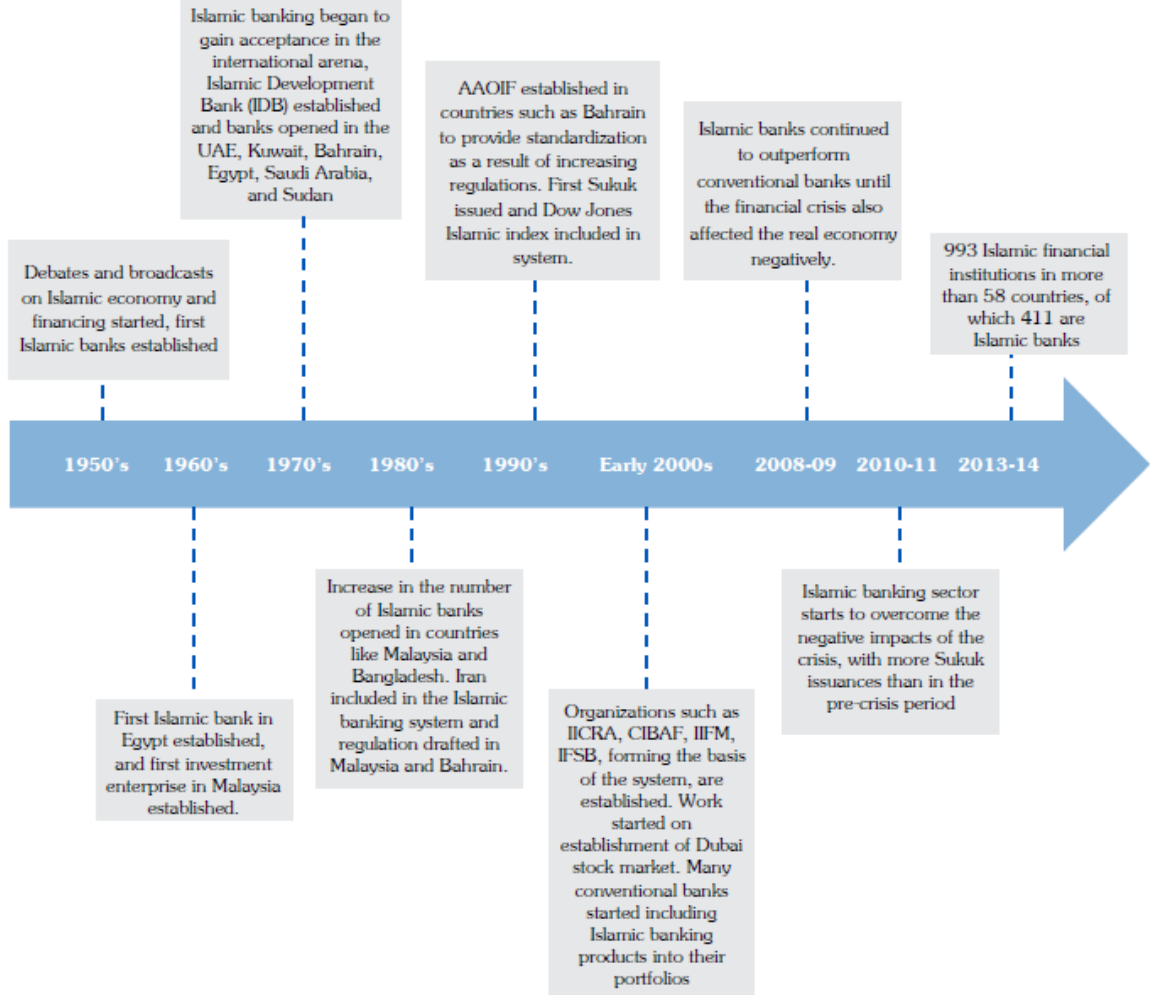 Islamic banking began to
gain acceptance in the
international arena,
Islamic Development
Bank (IDB) established
and banks opened in the
UAE, Kuwait, Bahrain,
Egypt, Saudi Arabia,
and Sudan
AAOIF established in
countries such as Bahrain
to provide standardization
as a result of increasing
regulations. First Sukuk
issued and Dow Jones
Islamic index included in
system.
Islamic banks continued
to outperform
conventional banks until
the financial crisis also
affected the real economy
negatively.
993 Islamic financial
institutions in more
than 58 countries, of
which 411 are
Islamic banks
Debates and broadcasts
on Islamic economy and
financing started, first
Islamic banks established
1950's 1960's 1970's 1980's 1990's Early 2000s 2008-09 2010-11 2013-14
First Islamic bank in
Egypt established,
and first investment
enterprise in Malaysia
established.
Increase in the number
of Islamic banks
opened in countries
like Malaysia and
Bangladesh. Iran
included in the Islamic
banking system and
regulation drafted in
Malaysia and Bahrain.
Organizations such as
IICRA, CIBAF, IIFM,
IFSB, forming the basis
of the system, are
established. Work
started on
establishment of Dubai
stock market. Many
conventional banks
started including
Islamic banking
products into their
portfolios
Islamic banking sector
starts to overcome the
negative impacts of the
crisis, with more Sukuk
issuances than in the
pre-crisis period